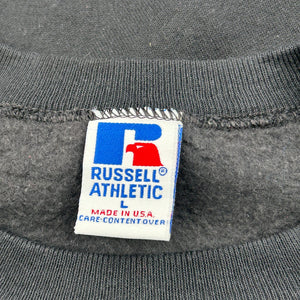 RUSSELL®
ATHLETIC
L
MADE IN U.S.A.
CARE·CONTENT·OVER